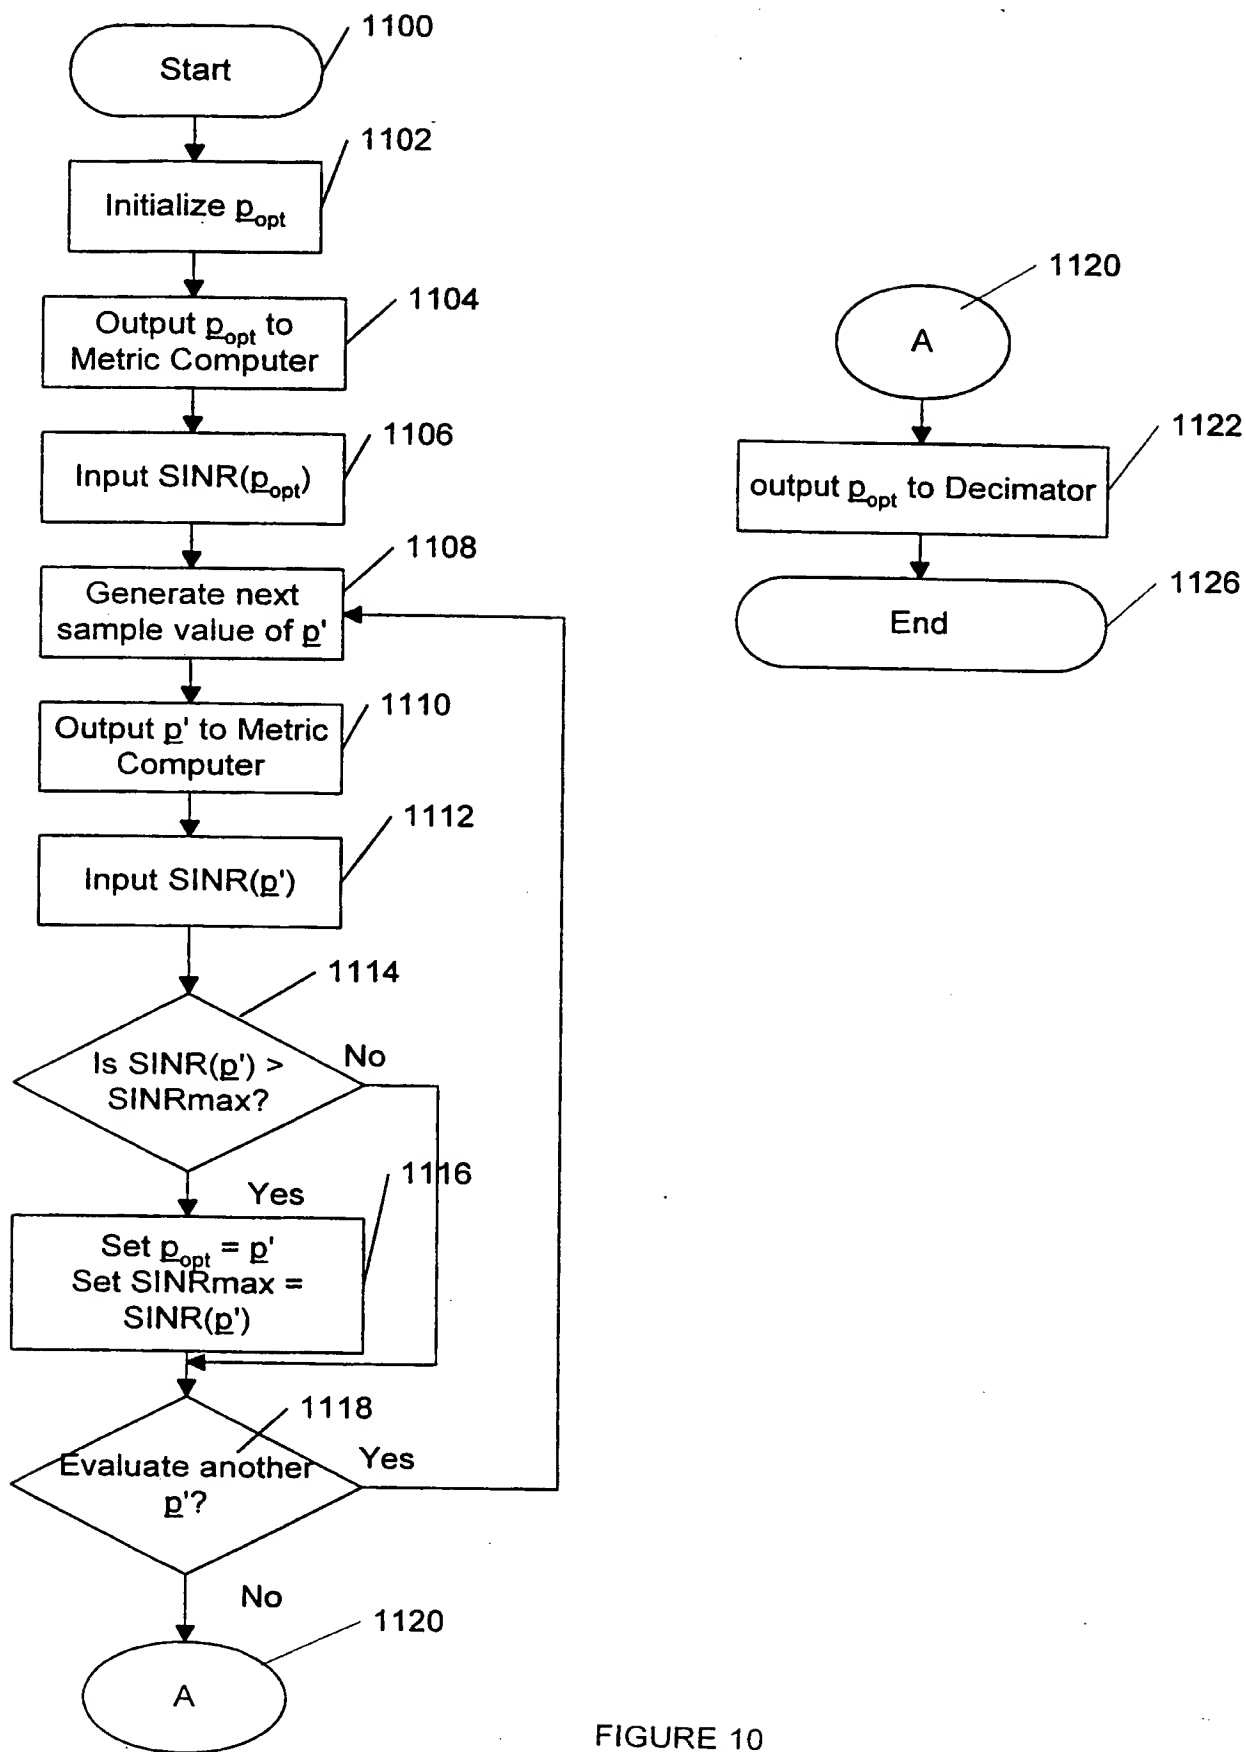 1100
Start
1102
Initialize p_opt
1104
Output p_opt to
Metric Computer
1106
Input SINR(p_opt)
1108
Generate next
sample value of p'
1110
Output p' to Metric
Computer
1112
Input SINR(p')
1114
Is SINR(p') >
SINRmax?
No
Yes
1116
Set p_opt = p'
Set SINRmax =
SINR(p')
1118
Evaluate another
p'?
Yes
No
1120
A
1120
A
1122
output p_opt to Decimator
1126
End
FIGURE 10